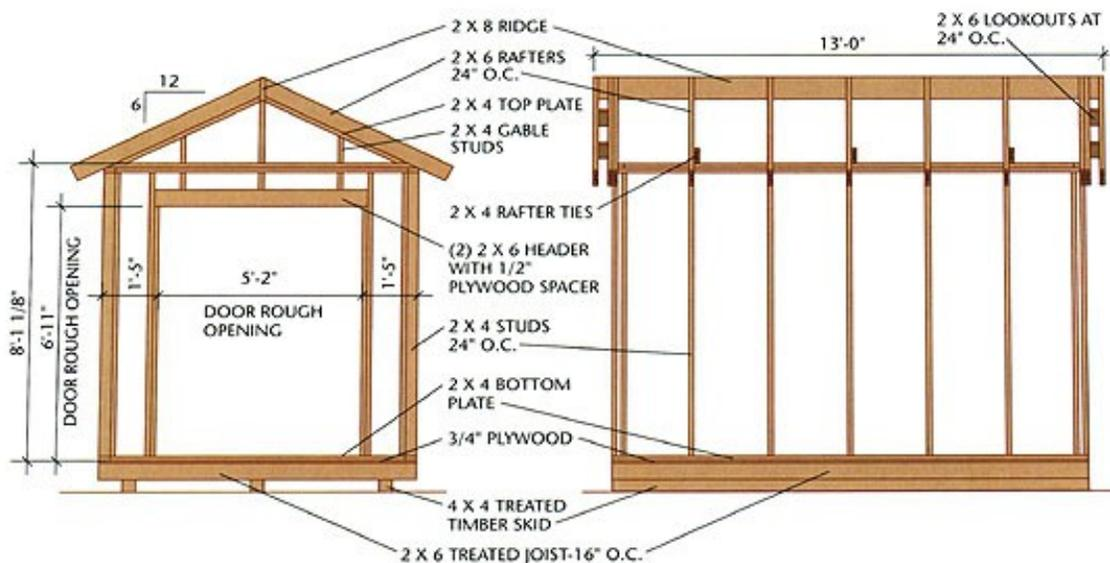 2 X 8 RIDGE
2 X 6 RAFTERS
24" O.C.
2 X 4 TOP PLATE
2 X 4 GABLE
STUDS
12
6
13'-0"
2 X 6 LOOKOUTS AT
24" O.C.
2 X 4 RAFTER TIES
(2) 2 X 6 HEADER
WITH 1/2"
PLYWOOD SPACER
8'-1 1/8"
6'-11"
DOOR ROUGH OPENING
1'-5"
5'-2"
1'-5"
DOOR ROUGH
OPENING
2 X 4 STUDS
24" O.C.
2 X 4 BOTTOM
PLATE
3/4" PLYWOOD
4 X 4 TREATED
TIMBER SKID
2 X 6 TREATED JOIST-16" O.C.